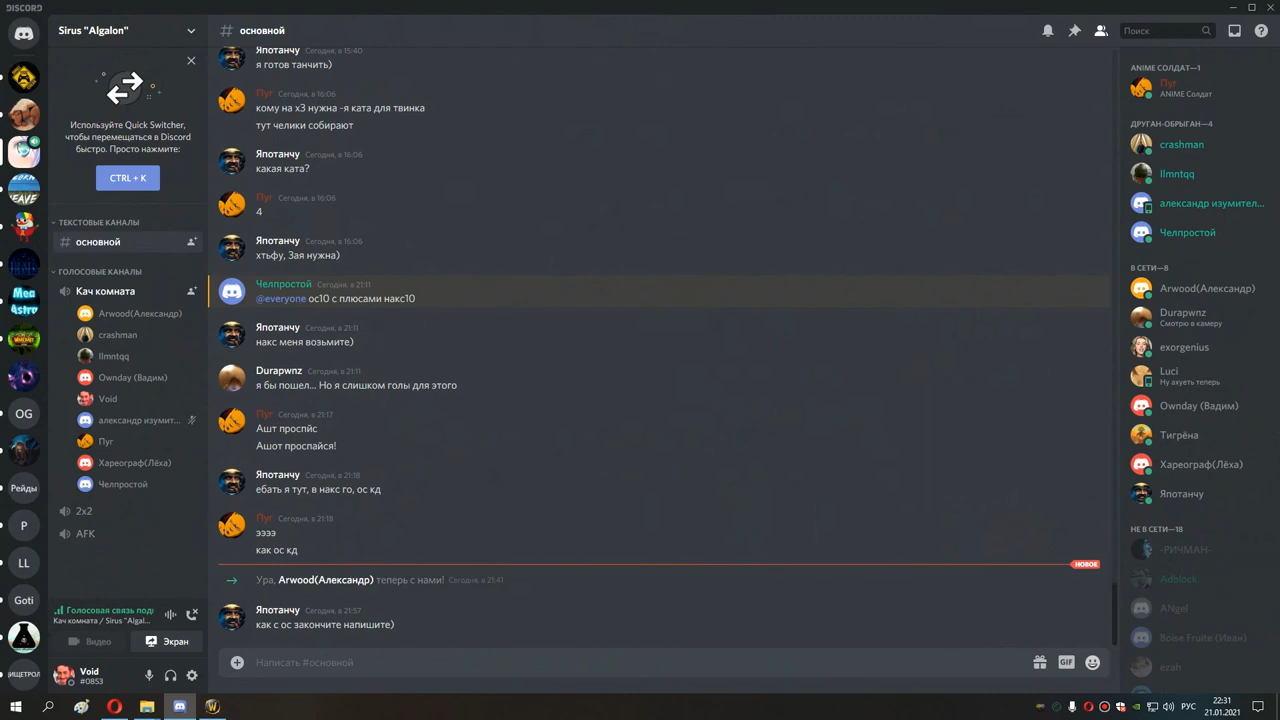 DISCORD
Sirus "Algalon"
Используйте Quick Switcher,
чтобы перемещаться в Discord
быстро. Просто нажмите:
CTRL + K
ТЕКСТОВЫЕ КАНАЛЫ
# основной
ГОЛОСОВЫЕ КАНАЛЫ
Кач комната
Arwood(Александр)
crashman
Ilmntqq
Ownday (Вадим)
Void
александр изумит...
Пуг
Хареограф(Лёха)
Челпростой
2x2
AFK
OG
Рейды
P
LL
Goti
ИЩЕТРОЛ
Голосовая связь под
Кач комната / Sirus "Algal...
Видео
Экран
Void
#0853
# основной
Поиск
Япотанчу Сегодня, в 15:40
я готов танчить)
Пуг Сегодня, в 16:06
кому на х3 нужна -я ката для твинка
тут челики собирают
Япотанчу Сегодня, в 16:06
какая ката?
Пуг Сегодня, в 16:06
4
Япотанчу Сегодня, в 16:06
хтьфу, 3ая нужна)
Челпростой Сегодня, в 21:11
@everyone ос10 с плюсами накс10
Япотанчу Сегодня, в 21:11
накс меня возьмите)
Durapwnz Сегодня, в 21:11
я бы пошел... Но я слишком голы для этого
Пуг Сегодня, в 21:17
Ашт проспйс
Ашот проспайся!
Япотанчу Сегодня, в 21:18
ебать я тут, в накс го, ос кд
Пуг Сегодня, в 21:18
ээээ
как ос кд
НОВОЕ
Ура, Arwood(Александр) теперь с нами! Сегодня, в 21:41
Япотанчу Сегодня, в 21:57
как с ос закончите напишите)
Написать #основной
GIF
ANIME СОЛДАТ—1
Пуг
ANIME Солдат
ДРУГАН-ОБРЫГАН—4
crashman
Ilmntqq
александр изумител...
Челпростой
В СЕТИ—8
Arwood(Александр)
Durapwnz
Смотрю в камеру
exorgenius
Luci
Ну ахуеть теперь
Ownday (Вадим)
Тигрёна
Хареограф(Лёха)
Япотанчу
НЕ В СЕТИ—18
-РИЧМАН-
Adblock
ANgel
Boise Fruite (Иван)
ezah
РУС
22:31
21.01.2021